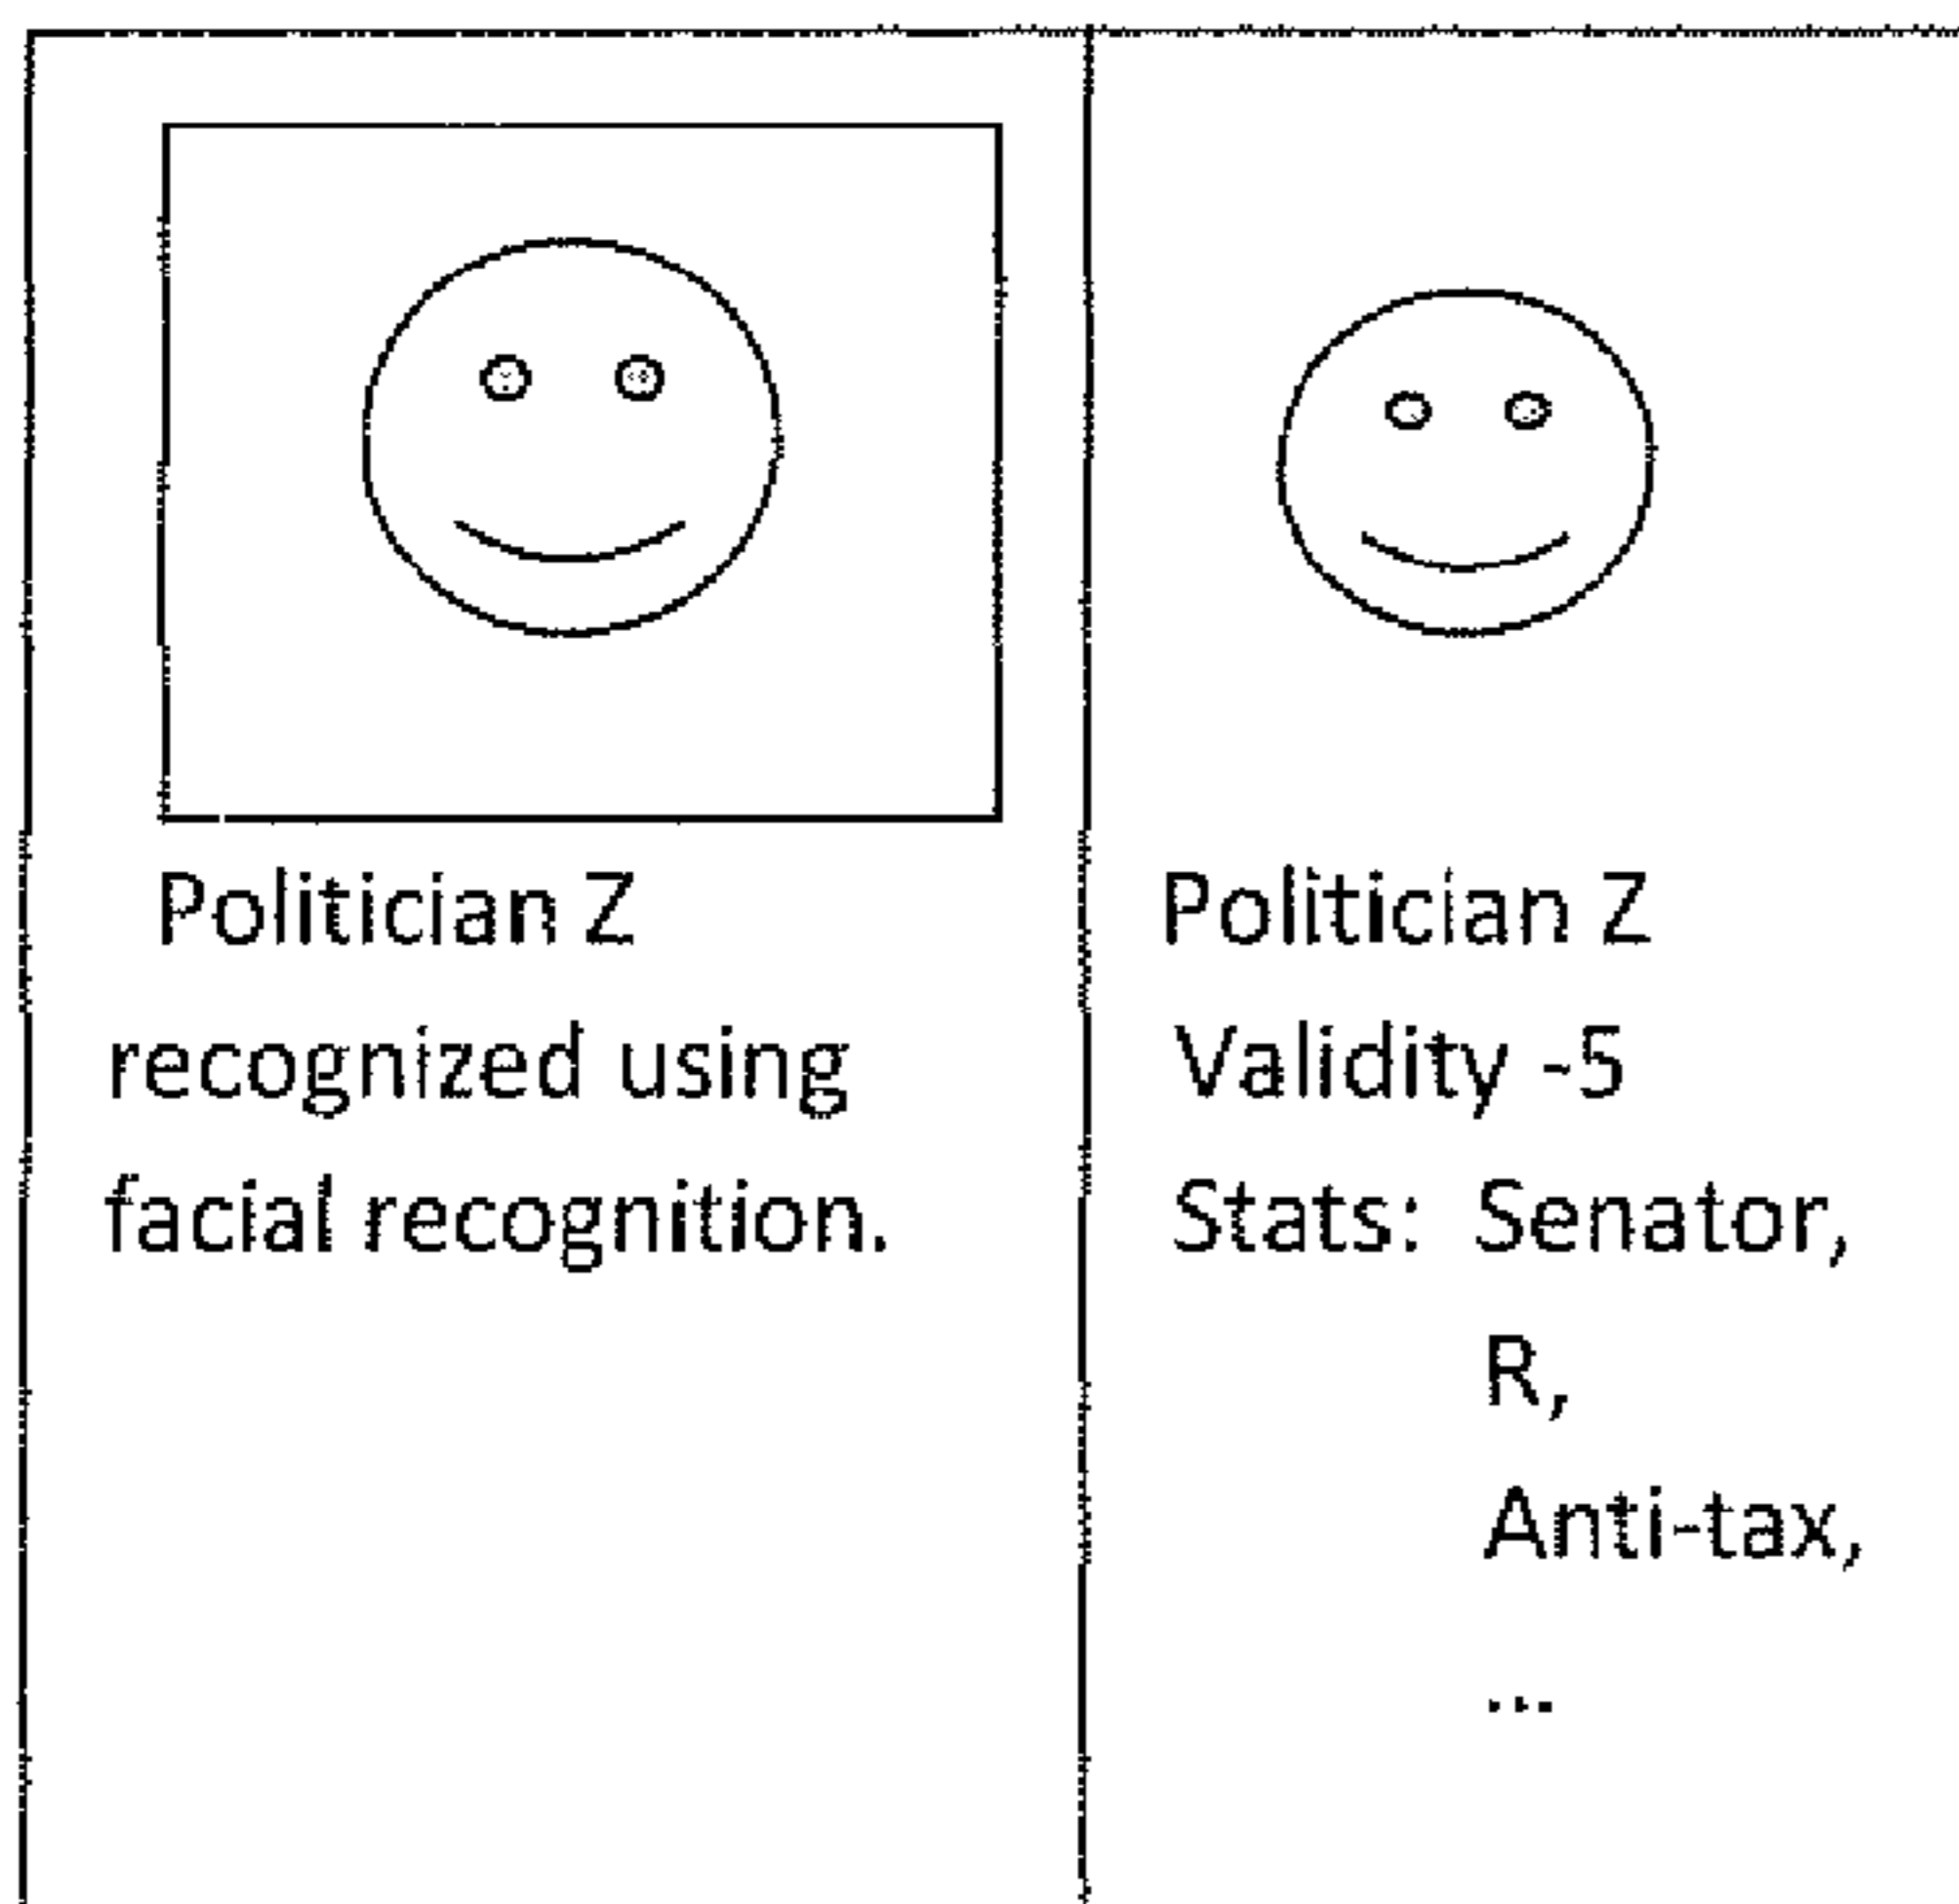 Politician Z
recognized using
facial recognition.
Politician Z
Validity -5
Stats: Senator,
R,
Anti-tax,
...